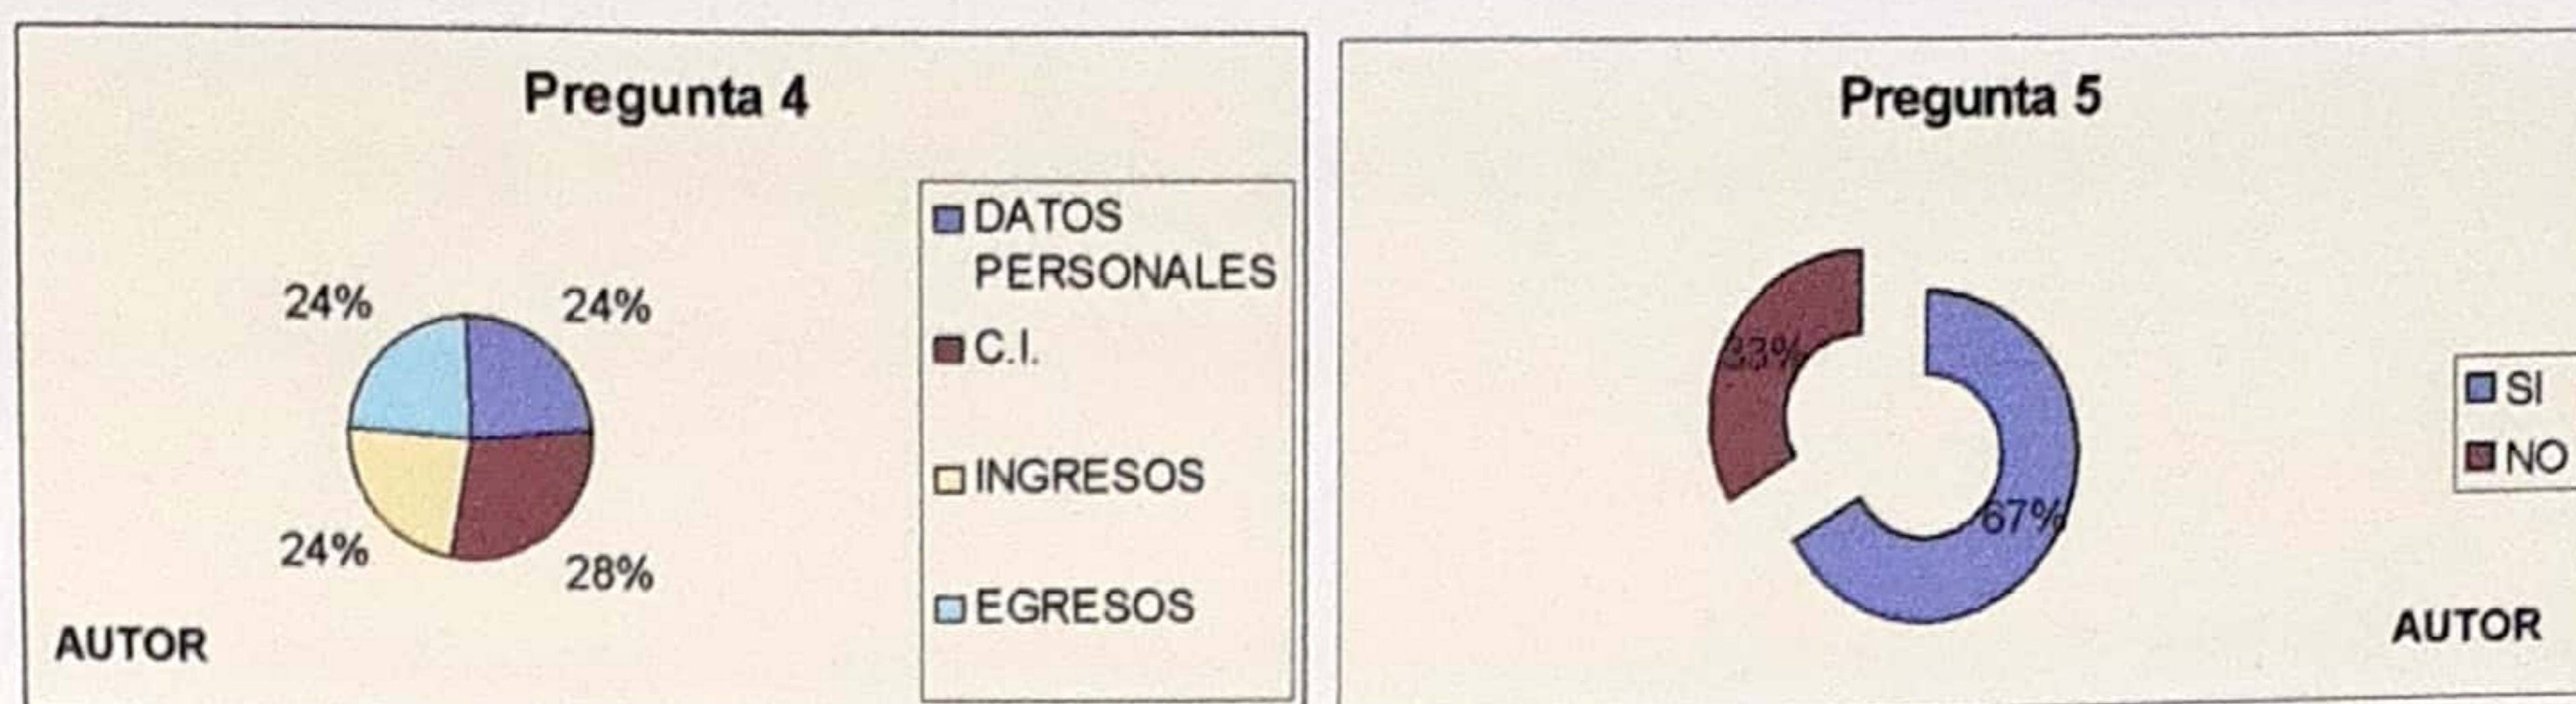 Pregunta 4
24%
24%
24%
28%
DATOS
PERSONALES
C.I.
INGRESOS
EGRESOS
AUTOR
Pregunta 5
33%
67%
SI
NO
AUTOR